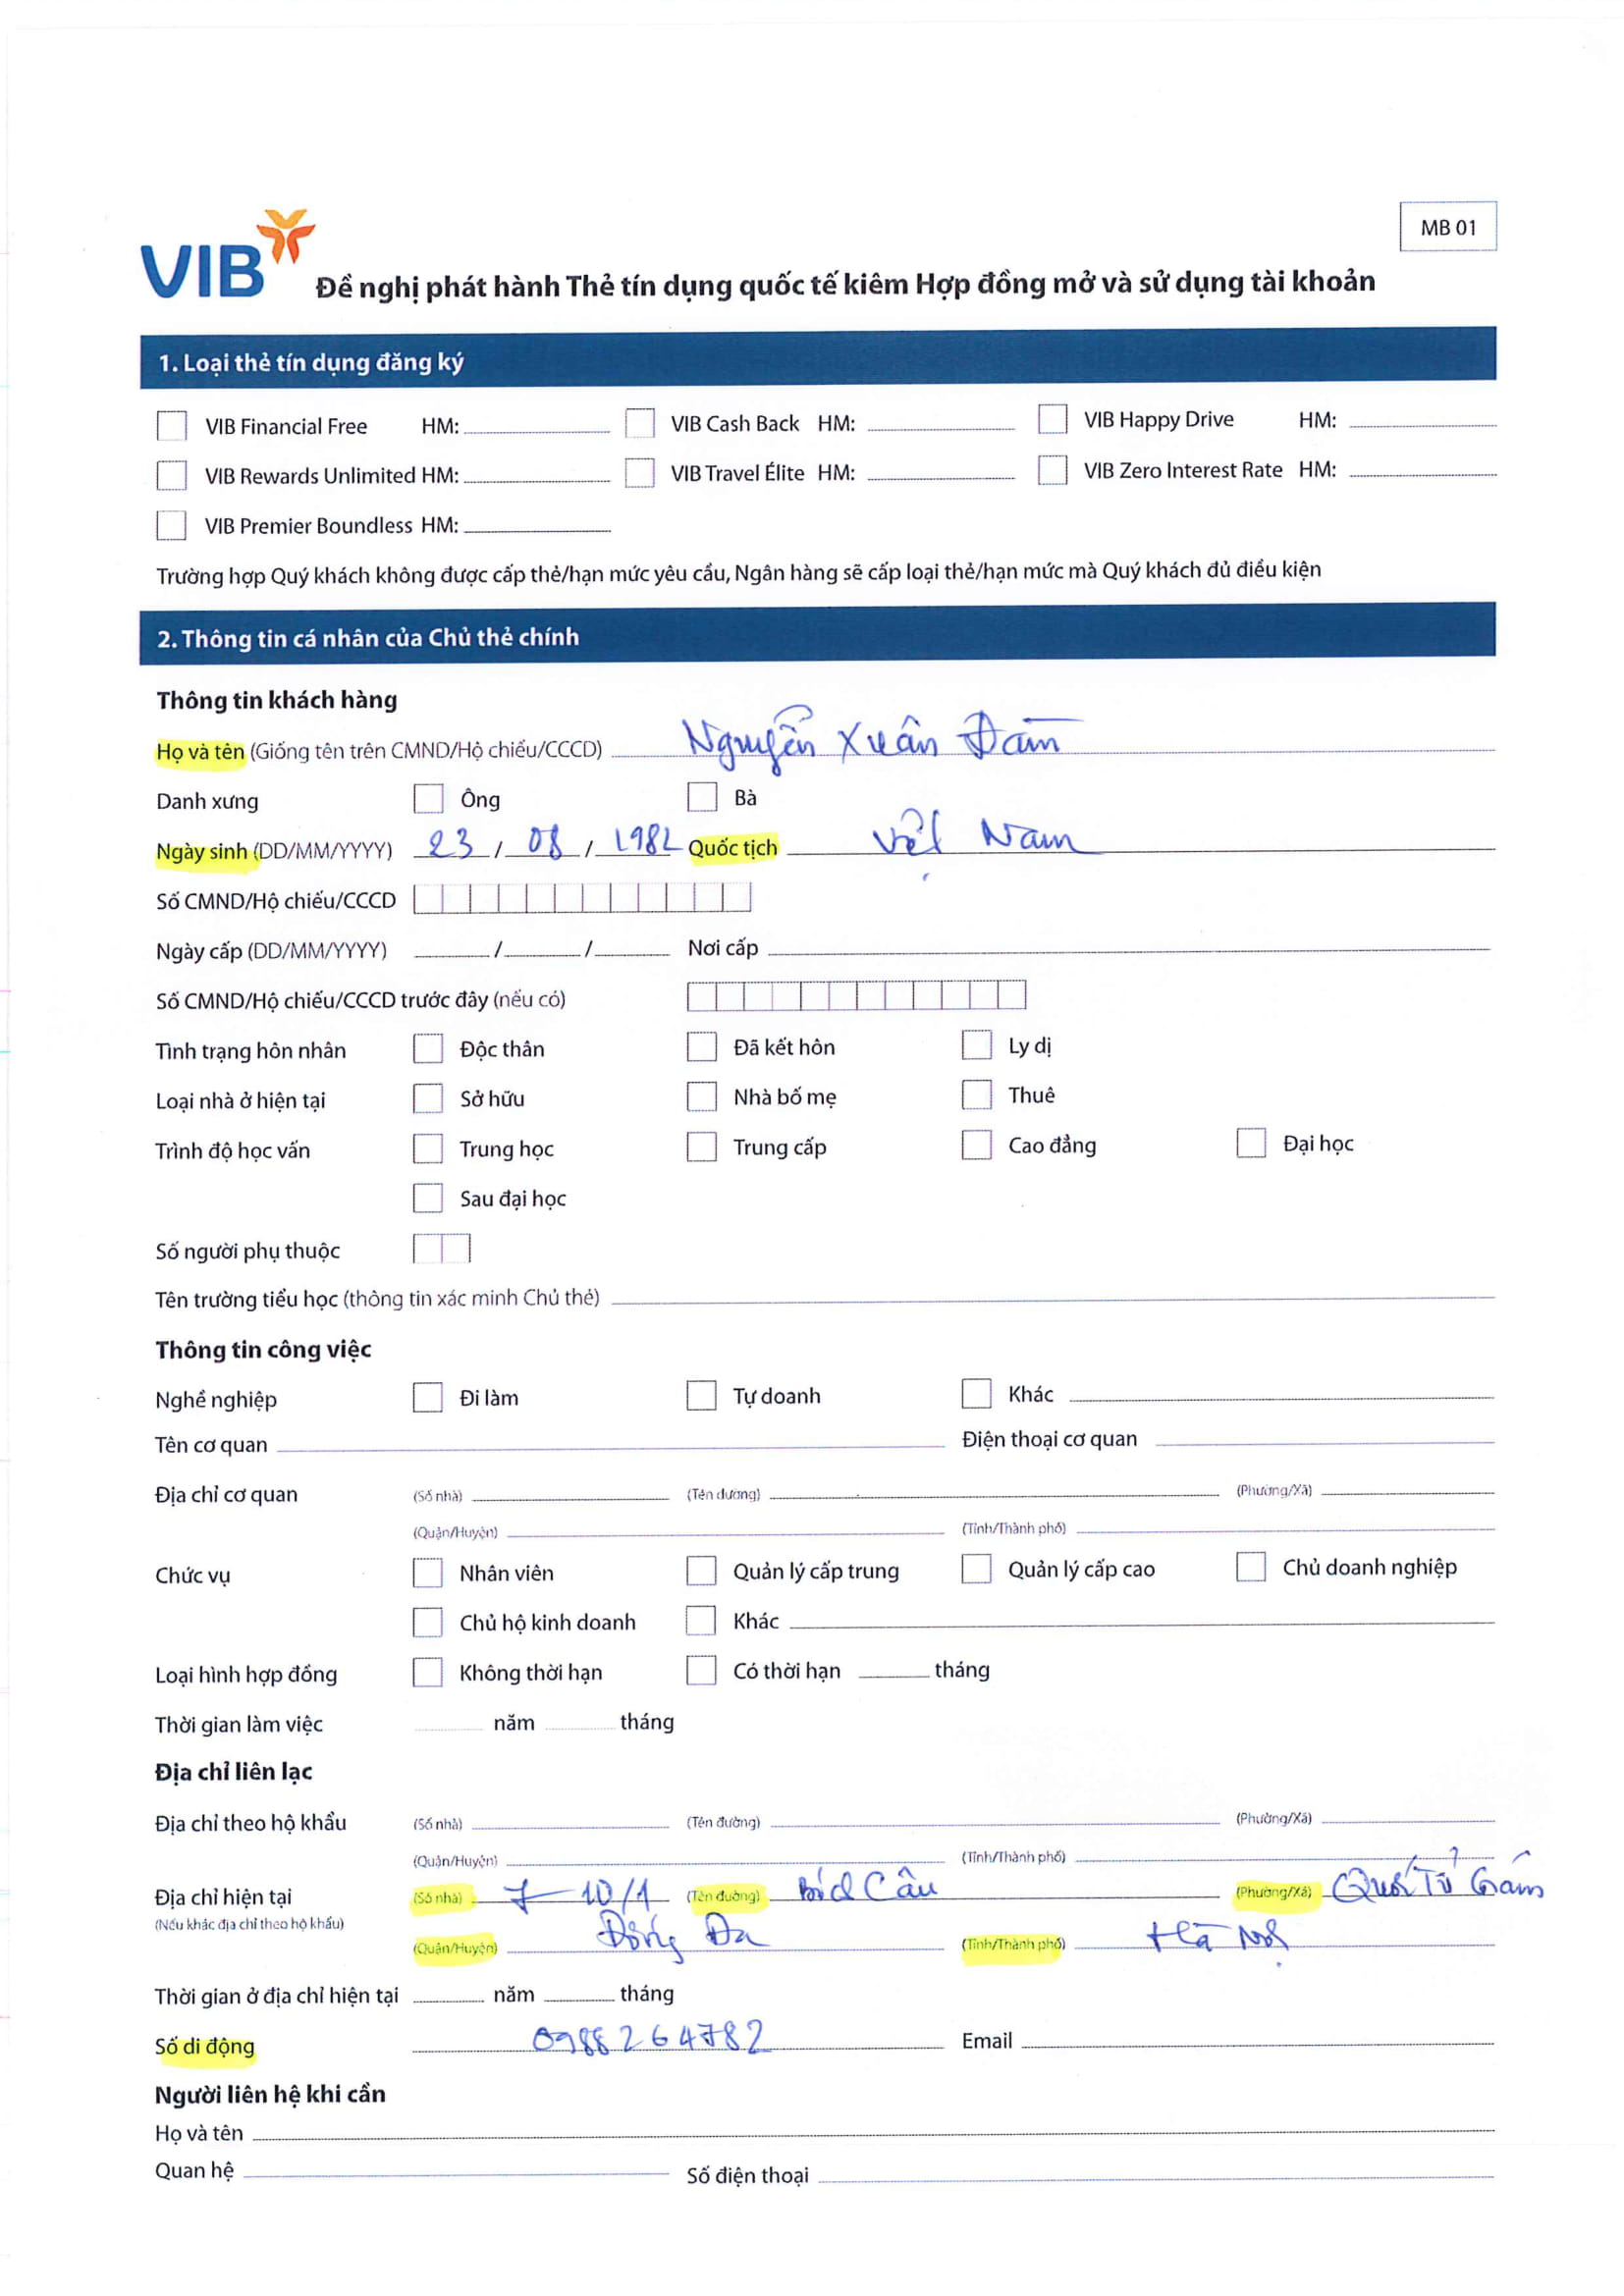 MB 01
VIB
Đề nghị phát hành Thẻ tín dụng quốc tế kiêm Hợp đồng mở và sử dụng tài khoản
1. Loại thẻ tín dụng đăng ký
VIB Financial Free HM: VIB Cash Back HM: VIB Happy Drive HM:
VIB Rewards Unlimited HM: VIB Travel Élite HM: VIB Zero Interest Rate HM:
VIB Premier Boundless HM:
Trường hợp Quý khách không được cấp thẻ/hạn mức yêu cầu, Ngân hàng sẽ cấp loại thẻ/hạn mức mà Quý khách đủ điều kiện
2. Thông tin cá nhân của Chủ thẻ chính
Thông tin khách hàng
Họ và tên (Giống tên trên CMND/Hộ chiếu/CCCD) Nguyễn Xuân Đàm
Danh xưng Ông Bà
Ngày sinh (DD/MM/YYYY) 23 / 08 / 1982 Quốc tịch Việt Nam
Số CMND/Hộ chiếu/CCCD
Ngày cấp (DD/MM/YYYY) / / Nơi cấp
Số CMND/Hộ chiếu/CCCD trước đây (nếu có)
Tình trạng hôn nhân Độc thân Đã kết hôn Ly dị
Loại nhà ở hiện tại Sở hữu Nhà bố mẹ Thuê
Trình độ học vấn Trung học Trung cấp Cao đẳng Đại học
Sau đại học
Số người phụ thuộc
Tên trường tiểu học (thông tin xác minh Chủ thẻ)
Thông tin công việc
Nghề nghiệp Đi làm Tự doanh Khác
Tên cơ quan Điện thoại cơ quan
Địa chỉ cơ quan (Số nhà) (Tên đường) (Phường/Xã)
(Quận/Huyện) (Tỉnh/Thành phố)
Chức vụ Nhân viên Quản lý cấp trung Quản lý cấp cao Chủ doanh nghiệp
Chủ hộ kinh doanh Khác
Loại hình hợp đồng Không thời hạn Có thời hạn tháng
Thời gian làm việc năm tháng
Địa chỉ liên lạc
Địa chỉ theo hộ khẩu (Số nhà) (Tên đường) (Phường/Xã)
(Quận/Huyện) (Tỉnh/Thành phố)
Địa chỉ hiện tại (Số nhà) 7-10/1 (Tên đường) Bích Câu (Phường/Xã) Quốc Tử Giám
(Nếu khác địa chỉ theo hộ khẩu)
(Quận/Huyện) Đống Đa (Tỉnh/Thành phố) Hà Nội
Thời gian ở địa chỉ hiện tại năm tháng
Số di động 0988264782 Email
Người liên hệ khi cần
Họ và tên
Quan hệ Số điện thoại